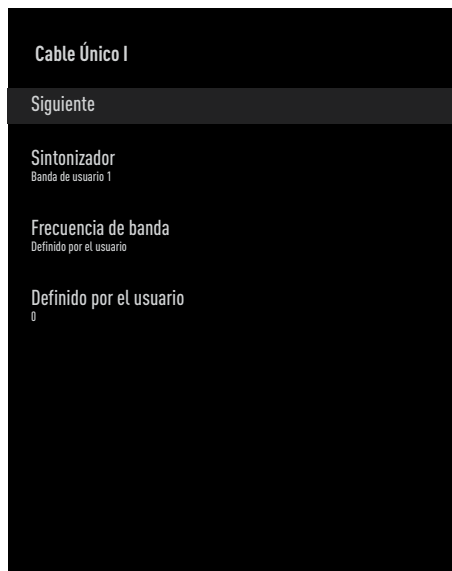 Cable Único I
Siguiente
Sintonizador
Banda de usuario 1
Frecuencia de banda
Definido por el usuario
Definido por el usuario
0